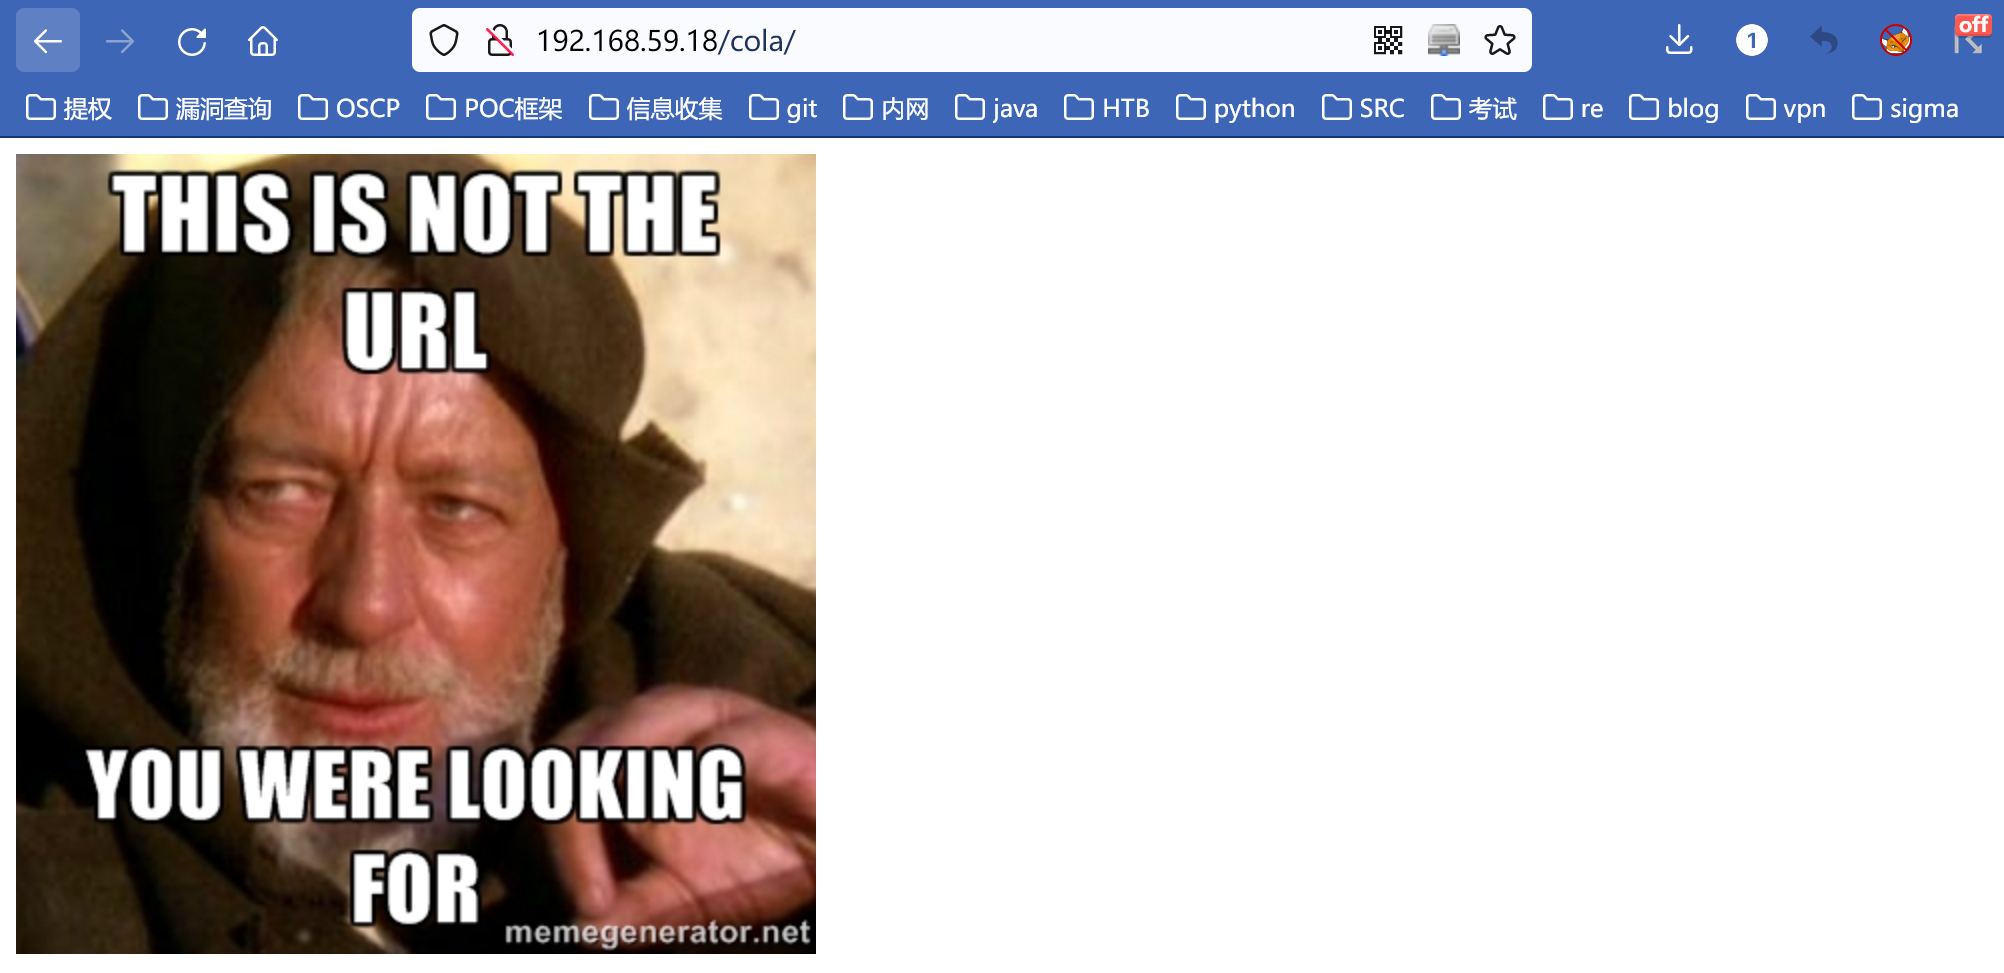 192.168.59.18/cola/
off
1
提权 漏洞查询 OSCP POC框架 信息收集 git 内网 java HTB python SRC 考试 re blog vpn sigma
THIS IS NOT THE
URL
YOU WERE LOOKING
FOR
memegenerator.net